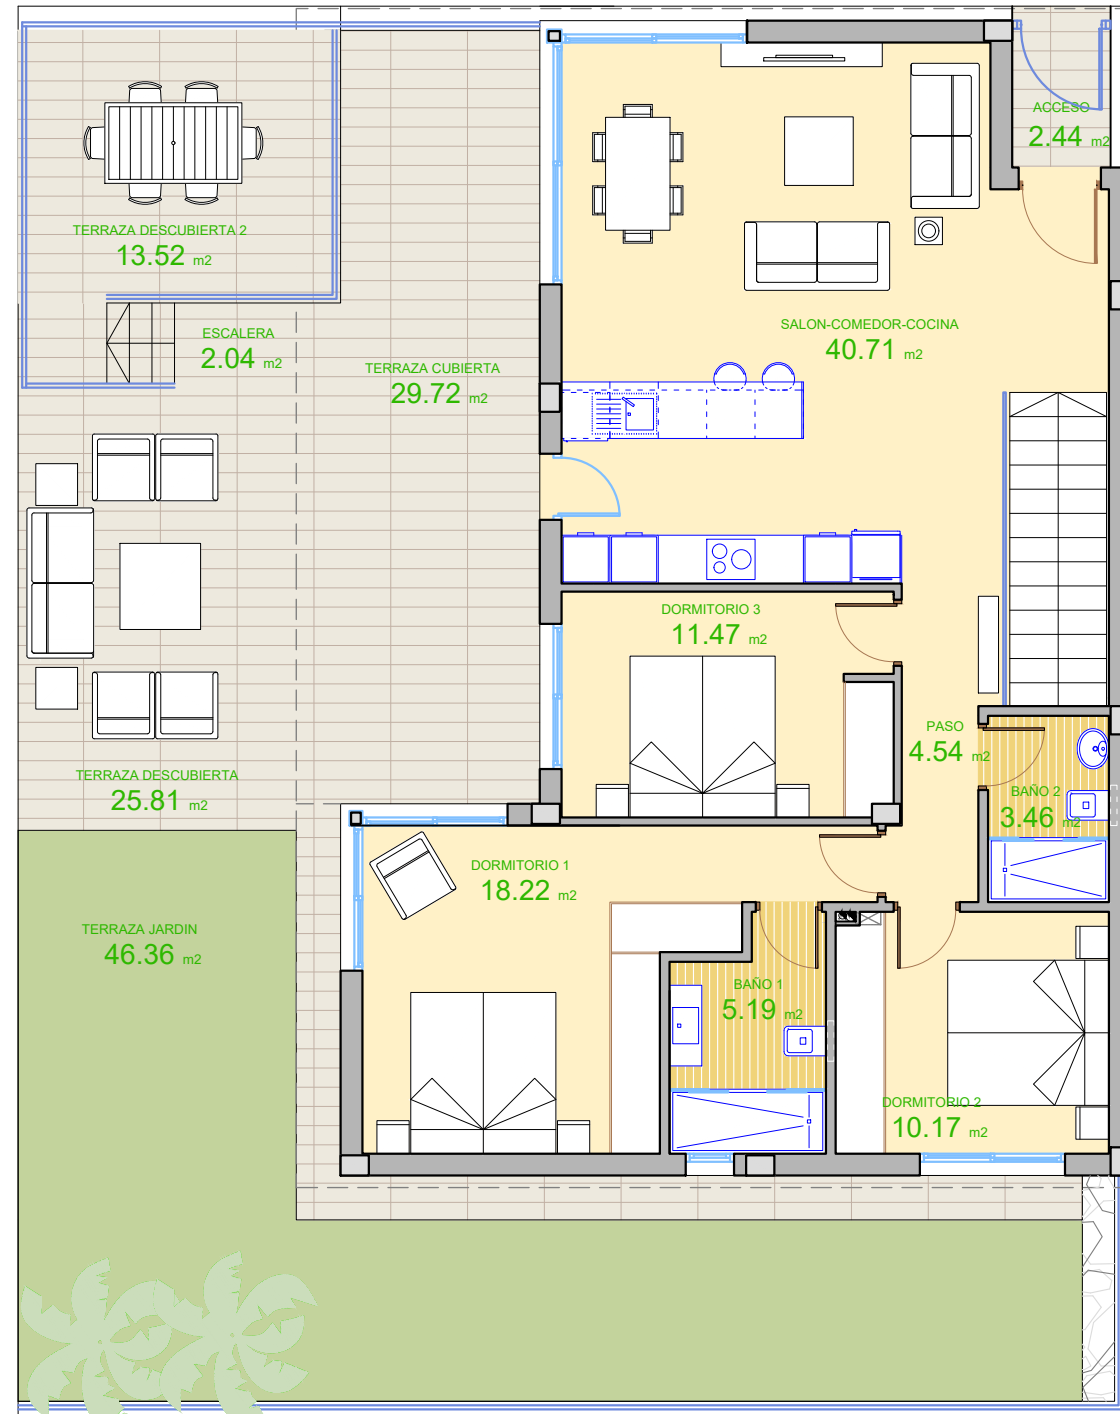 ACCESO
2.44 m2
TERRAZA DESCUBIERTA 2
13.52 m2
ESCALERA
2.04 m2
TERRAZA CUBIERTA
29.72 m2
SALON-COMEDOR-COCINA
40.71 m2
DORMITORIO 3
11.47 m2
PASO
4.54 m2
TERRAZA DESCUBIERTA
25.81 m2
BAÑO 2
3.46 m2
DORMITORIO 1
18.22 m2
TERRAZA JARDIN
46.36 m2
BAÑO 1
5.19 m2
DORMITORIO 2
10.17 m2